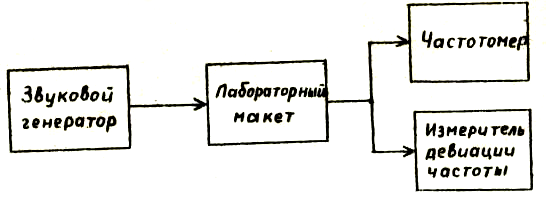 Звуковой
генератор
Лабораторный
макет
Частотомер
Измеритель
девиации
частоты